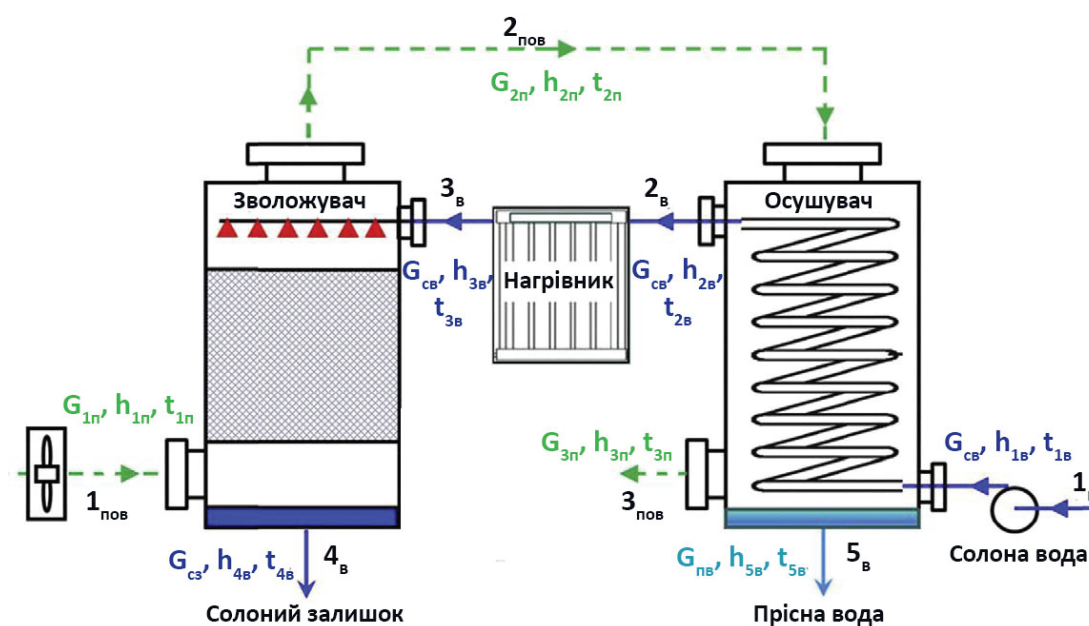 2пов
G2п, h2п, t2п
Зволожувач
3в
2в
Осушувач
Gсв, h3в,
t3в
Нагрівник
Gсв, h2в,
t2в
G1п, h1п, t1п
1пов
G3п, h3п, t3п
3пов
Gсв, h1в, t1в
Gсз, h4в, t4в
4в
Солоний залишок
Gпв, h5в, t5в
5в
Прісна вода
Солона вода